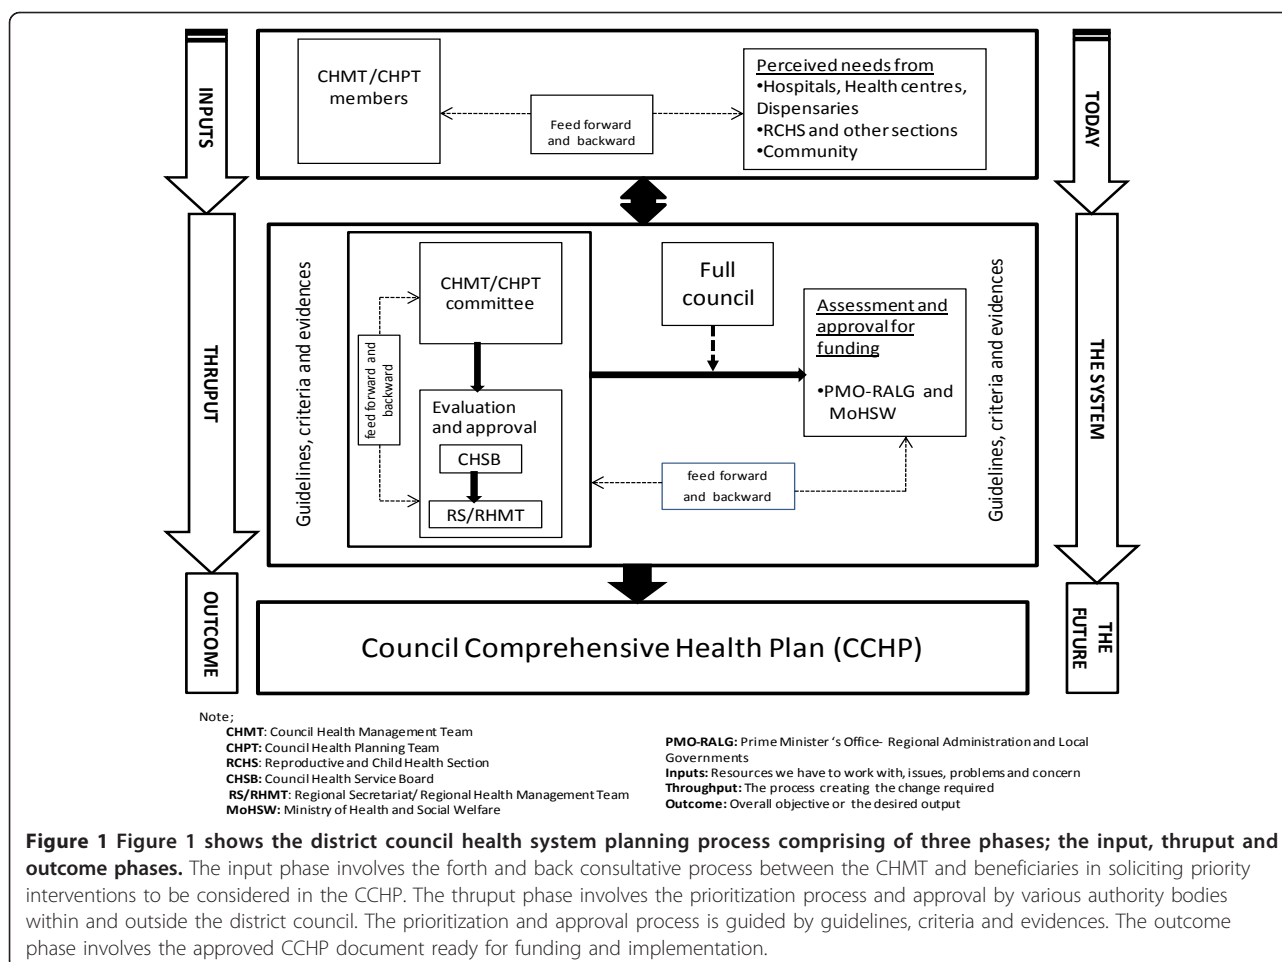 INPUTS
CHMT/CHPT
members
Feed forward
and backward
Perceived needs from
•Hospitals, Health centres,
Dispensaries
•RCHS and other sections
•Community
TODAY
THRUPUT
Guidelines, criteria and evidences
feed forward and
backward
CHMT/CHPT
committee
Evaluation
and approval
CHSB
RS/RHMT
Full
council
Assessment and
approval for
funding
•PMO-RALG and
MoHSW
feed forward
and backward
Guidelines, criteria and evidences
THE SYSTEM
OUTCOME
Council Comprehensive Health Plan (CCHP)
THE
FUTURE
Note;
CHMT: Council Health Management Team
CHPT: Council Health Planning Team
RCHS: Reproductive and Child Health Section
CHSB: Council Health Service Board
RS/RHMT: Regional Secretariat/ Regional Health Management Team
MoHSW: Ministry of Health and Social Welfare
PMO-RALG: Prime Minister 's Office- Regional Administration and Local
Governments
Inputs: Resources we have to work with, issues, problems and concern
Throughput: The process creating the change required
Outcome: Overall objective or the desired output
Figure 1 Figure 1 shows the district council health system planning process comprising of three phases; the input, thruput and
outcome phases. The input phase involves the forth and back consultative process between the CHMT and beneficiaries in soliciting priority
interventions to be considered in the CCHP. The thruput phase involves the prioritization process and approval by various authority bodies
within and outside the district council. The prioritization and approval process is guided by guidelines, criteria and evidences. The outcome
phase involves the approved CCHP document ready for funding and implementation.